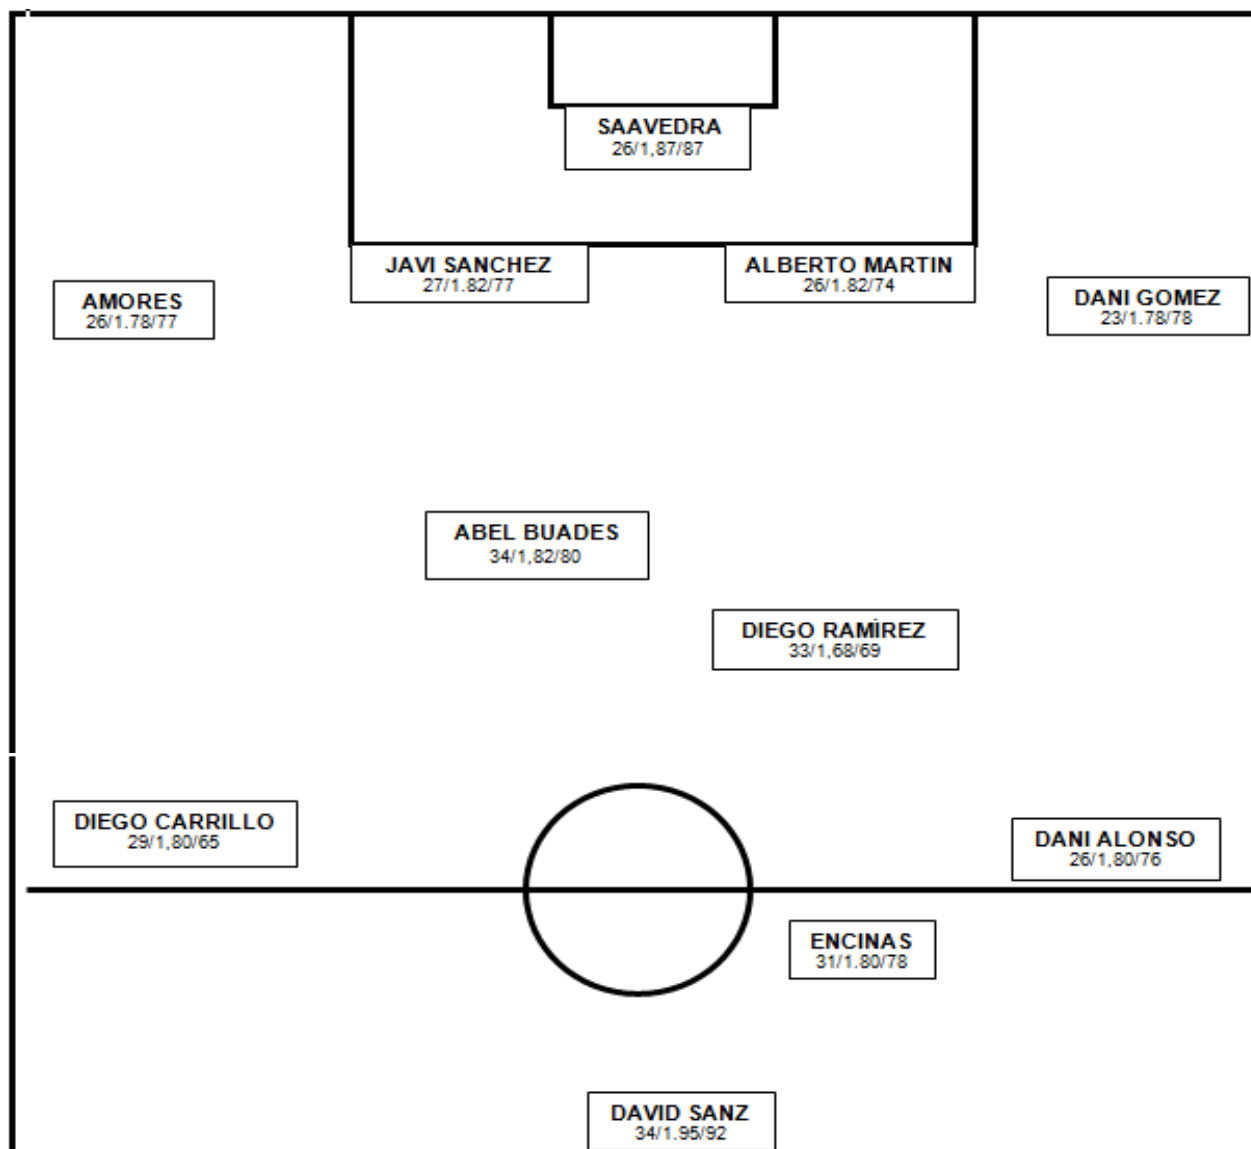 SAAVEDRA
26/1,87/87
JAVI SANCHEZ
27/1.82/77
ALBERTO MARTIN
26/1.82/74
AMORES
26/1.78/77
DANI GOMEZ
23/1.78/78
ABEL BUADES
34/1,82/80
DIEGO RAMÍREZ
33/1,68/69
DIEGO CARRILLO
29/1,80/65
DANI ALONSO
26/1,80/76
ENCINAS
31/1.80/78
DAVID SANZ
34/1.95/92